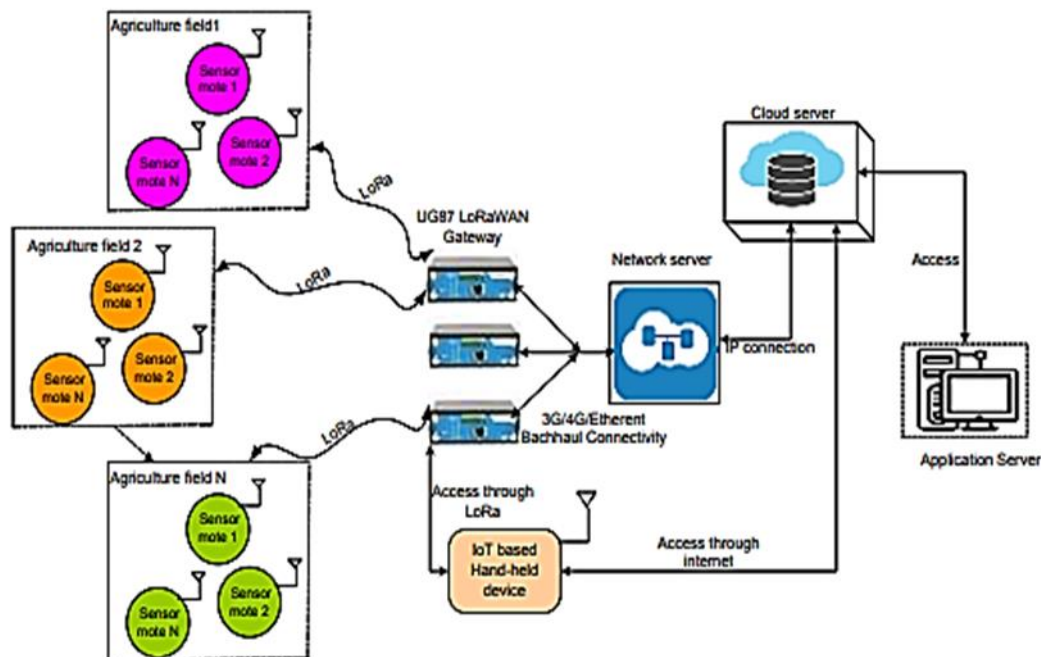 Agriculture field1
Sensor
mote 1
Sensor
mote N
Sensor
mote 2
LoRa
Agriculture field 2
Sensor
mote 1
Sensor
mote N
Sensor
mote 2
LoRa
Agriculture field N
Sensor
mote 1
Sensor
mote N
Sensor
mote 2
LoRa
UG87 LoRaWAN
Gateway
Network server
IP connection
3G/4G/Etherent
Bachhaul Connectivity
Access through
LoRa
IoT based
Hand-held
device
Access through
internet
Cloud server
Access
Application Server